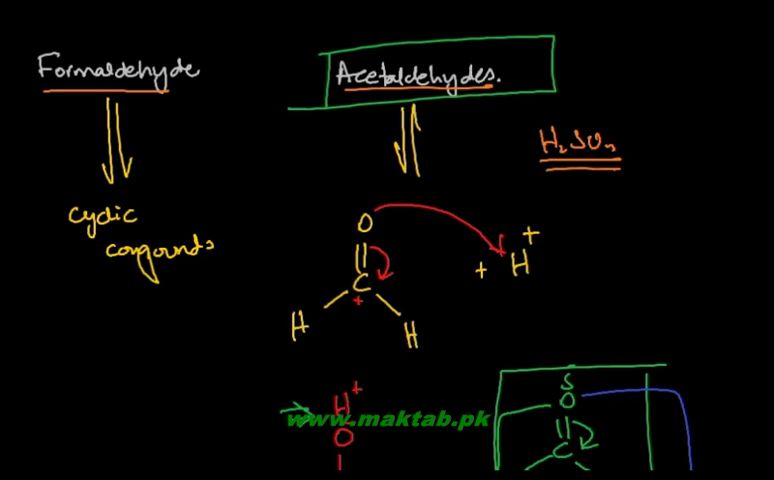 Formaldehyde
Acetaldehydes.
H₂SO₄
cyclic
compounds
O
+
+ H
C
+
H
H
+
H
S
www.maktab.pk
O
O
C